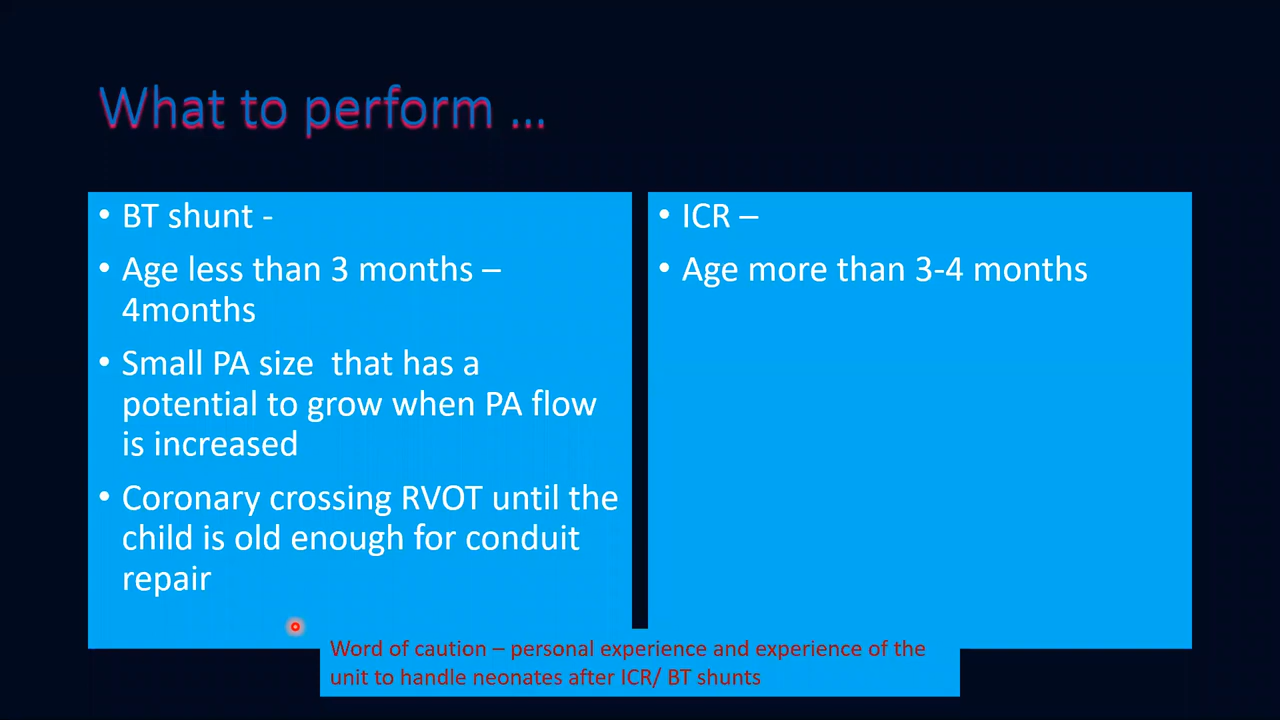 What to perform ...
• BT shunt -
• Age less than 3 months –
4months
• Small PA size  that has a
potential to grow when PA flow
is increased
• Coronary crossing RVOT until the
child is old enough for conduit
repair
• ICR –
• Age more than 3-4 months
Word of caution – personal experience and experience of the
unit to handle neonates after ICR/ BT shunts